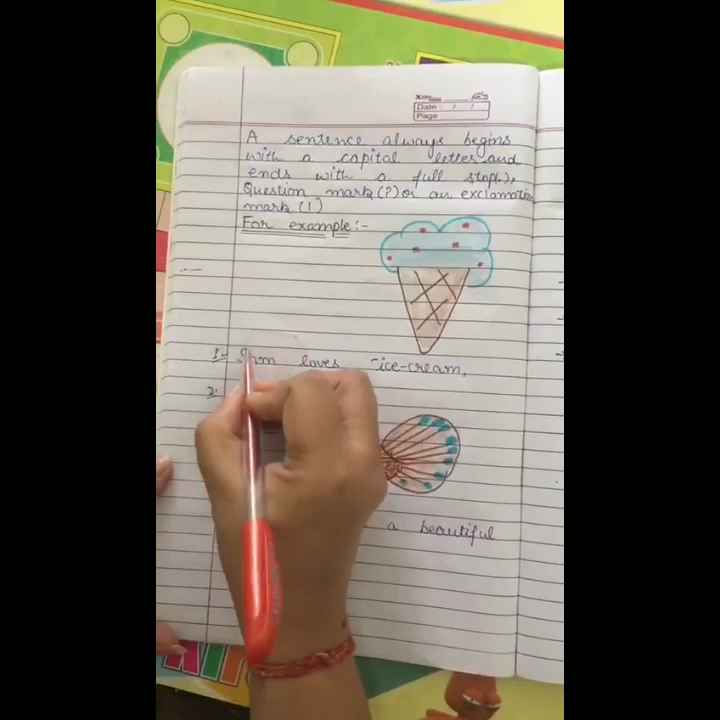 Date : / /
Page
A sentence always begins
with a capital letter and
ends with a full stop(.),
Question mark (?) or an exclamation
mark (!)
For example:-
1. Sam loves ice-cream.
2.
a beautiful